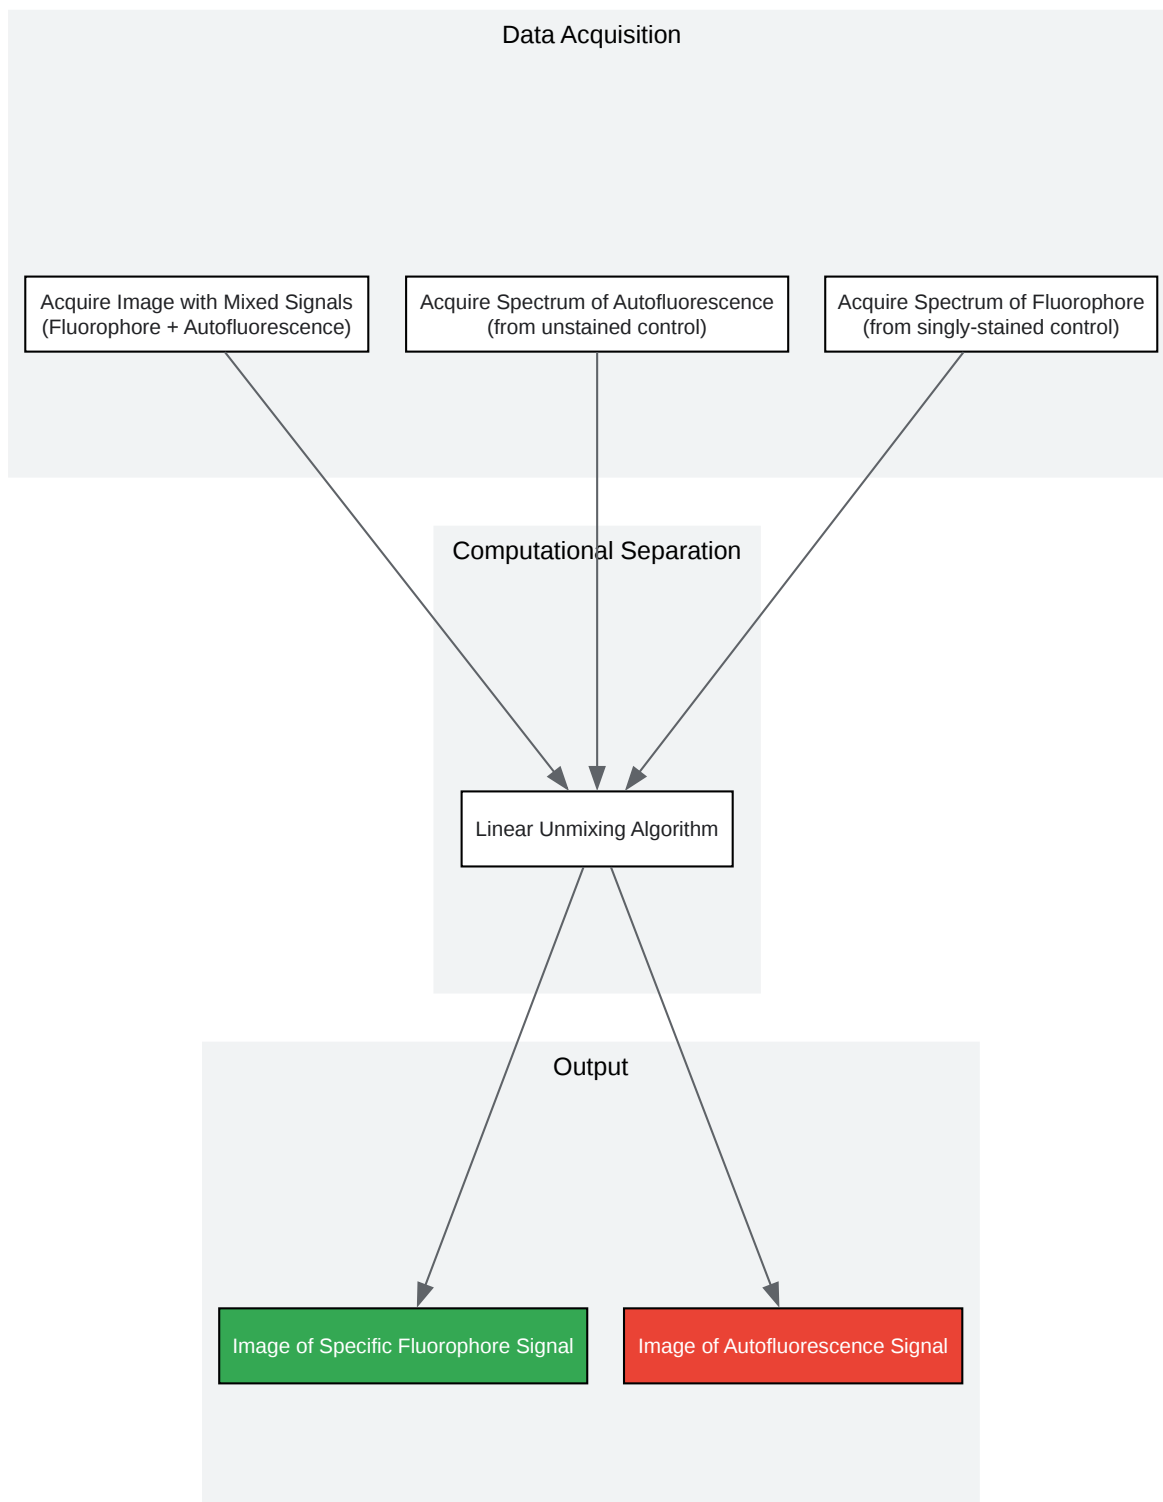 Data Acquisition
Acquire Image with Mixed Signals
(Fluorophore + Autofluorescence)
Acquire Spectrum of Autofluorescence
(from unstained control)
Acquire Spectrum of Fluorophore
(from singly-stained control)
Computational Separation
Linear Unmixing Algorithm
Output
Image of Specific Fluorophore Signal
Image of Autofluorescence Signal